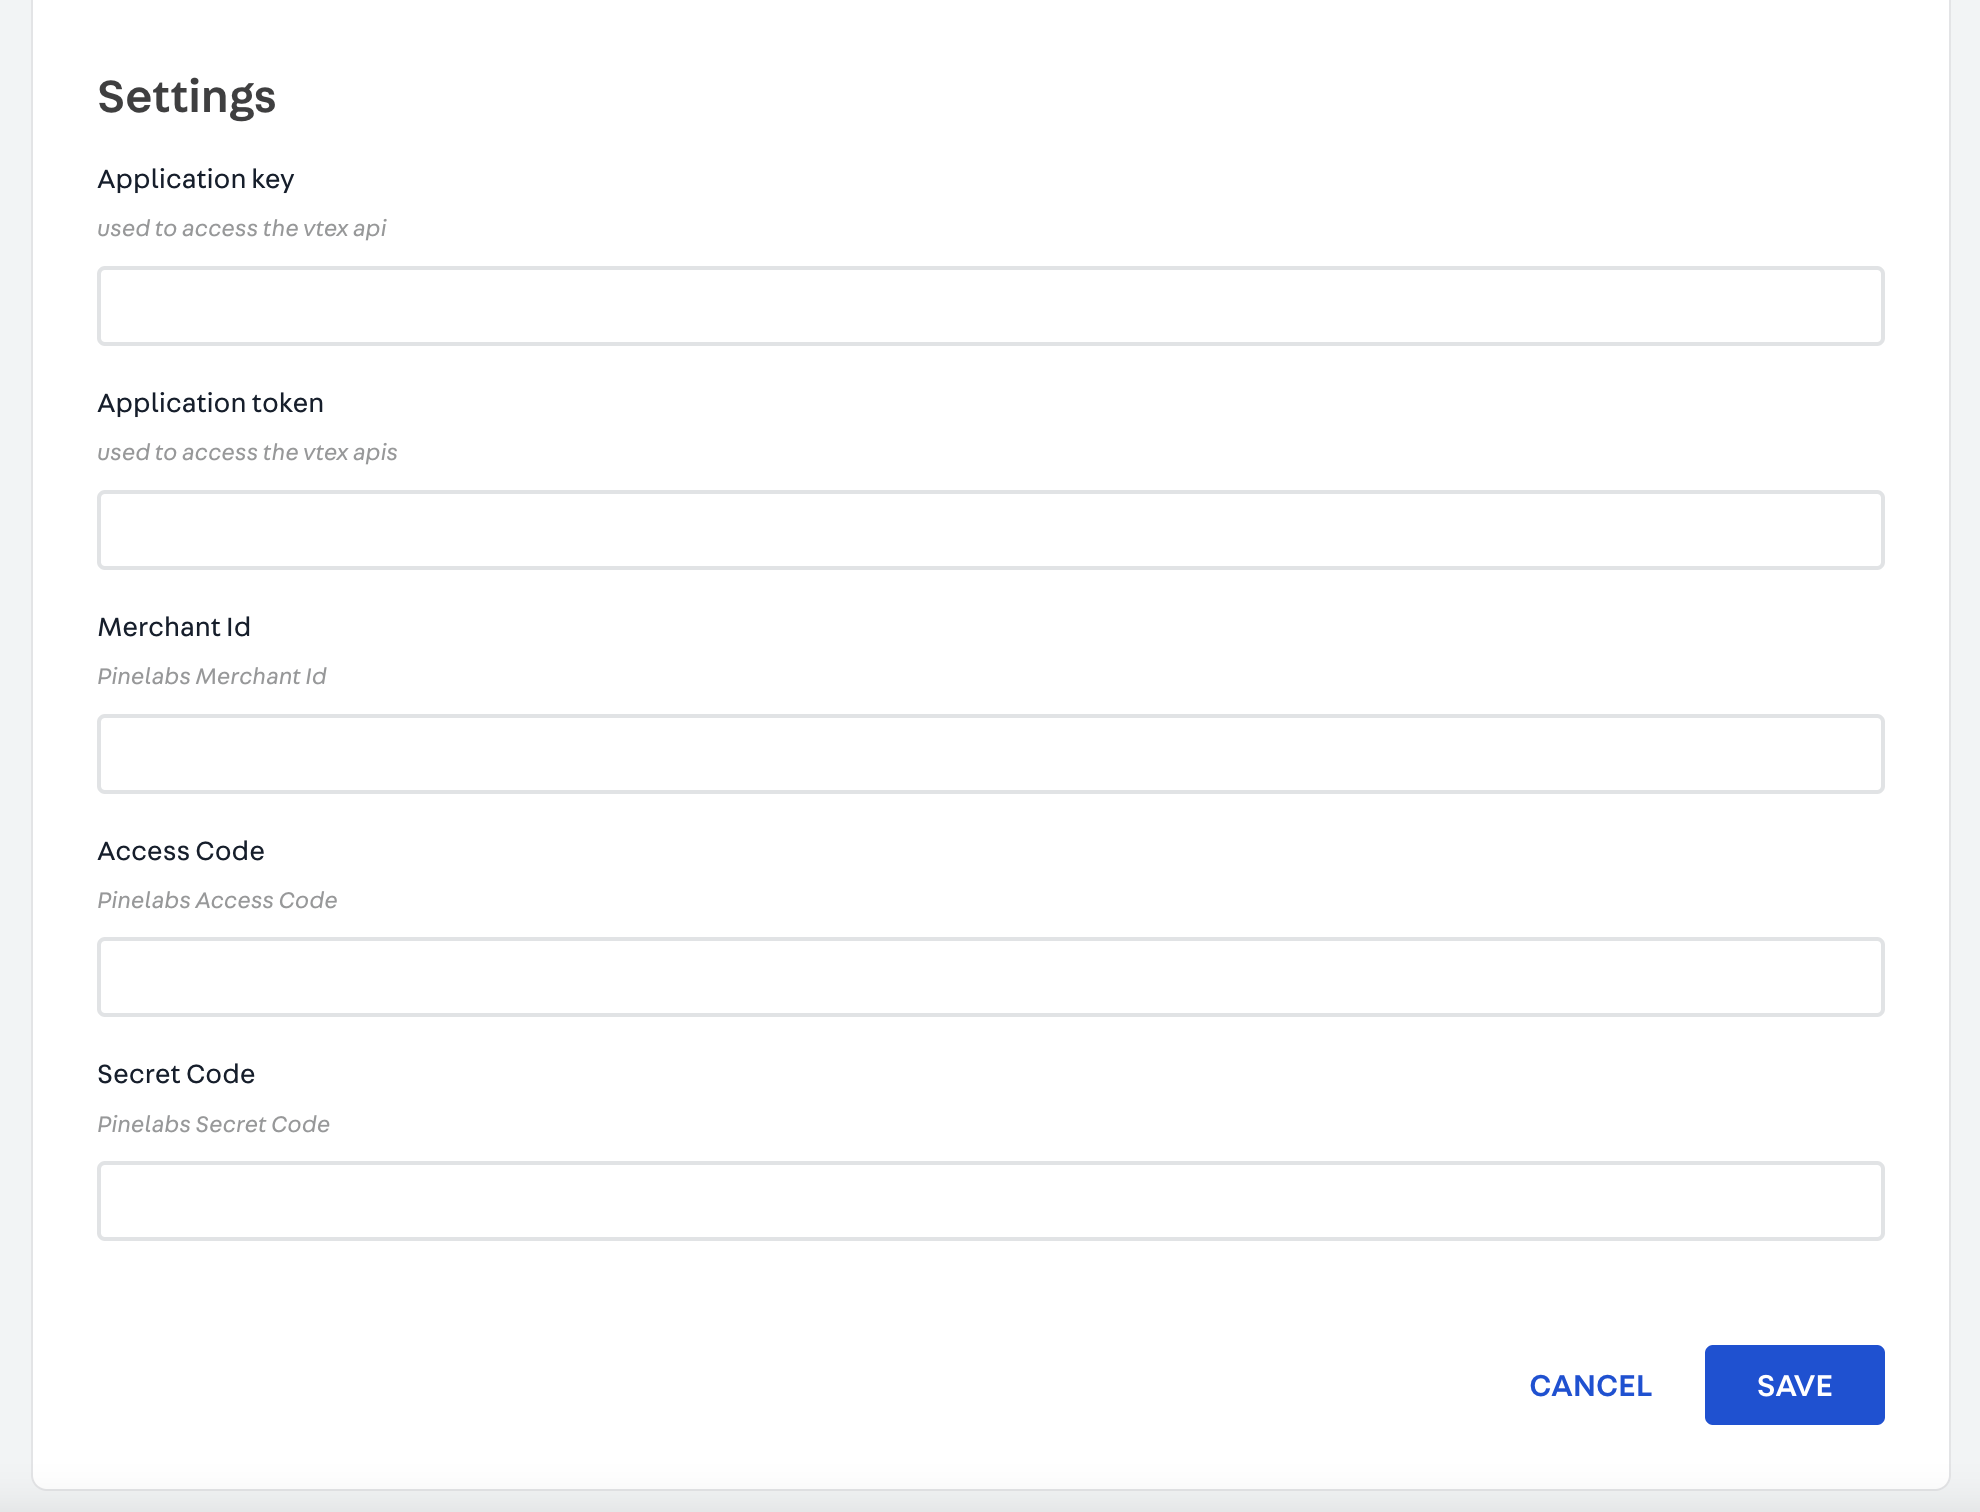 Settings
Application key
used to access the vtex api
Application token
used to access the vtex apis
Merchant Id
Pinelabs Merchant Id
Access Code
Pinelabs Access Code
Secret Code
Pinelabs Secret Code
CANCEL SAVE